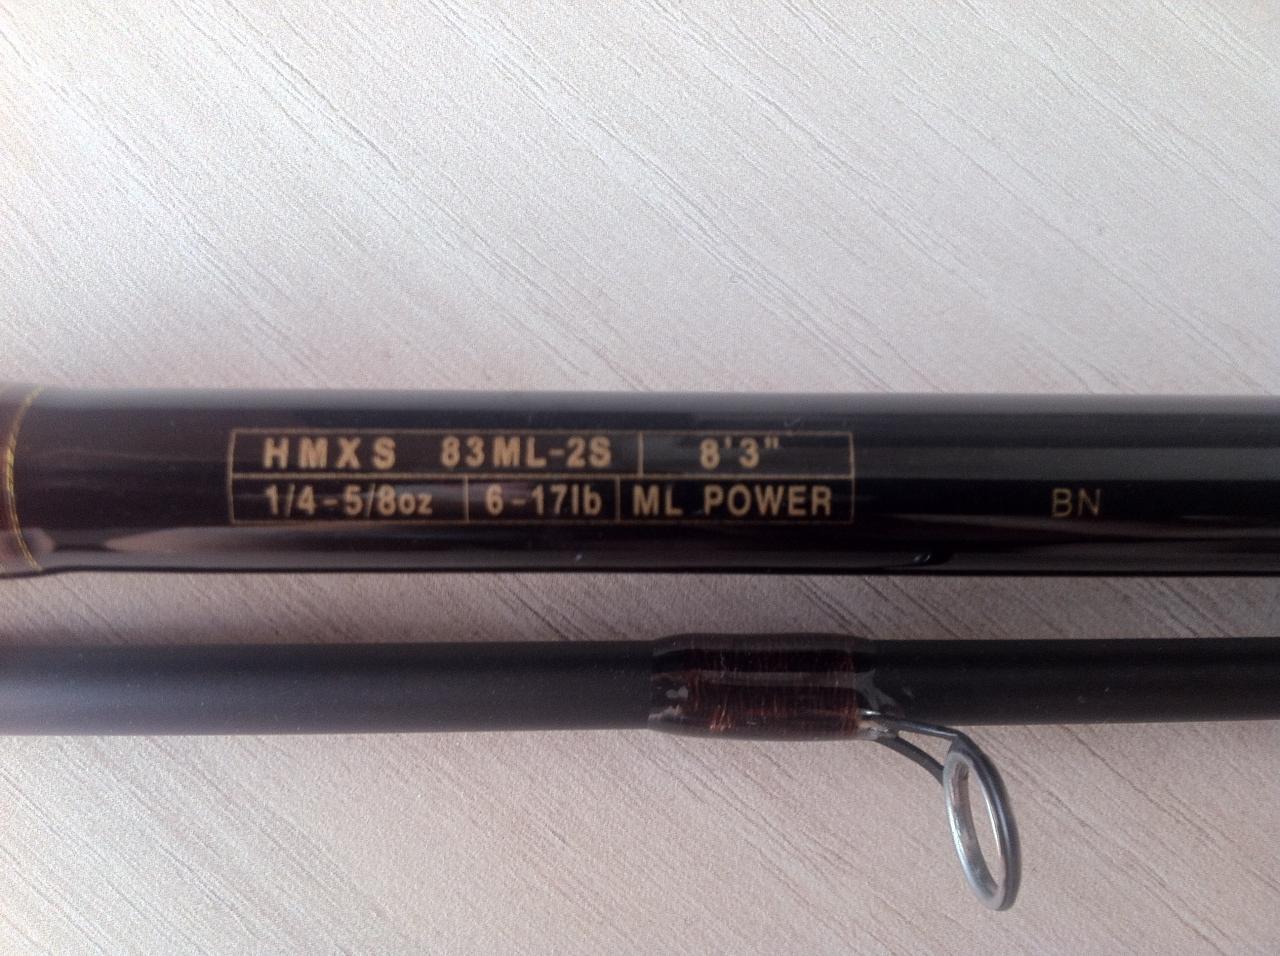 HMXS 83ML-2S 8'3"
1/4-5/8oz 6-17lb ML POWER BN